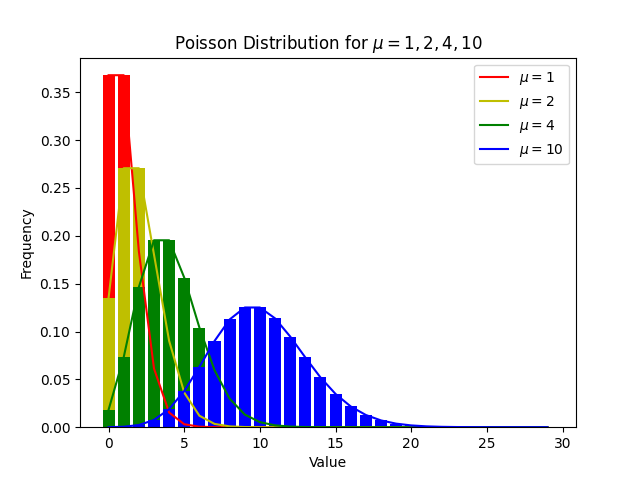 Poisson Distribution for μ = 1, 2, 4, 10
Frequency
0.35
0.30
0.25
0.20
0.15
0.10
0.05
0.00
0 5 10 15 20 25 30
Value
μ = 1
μ = 2
μ = 4
μ = 10